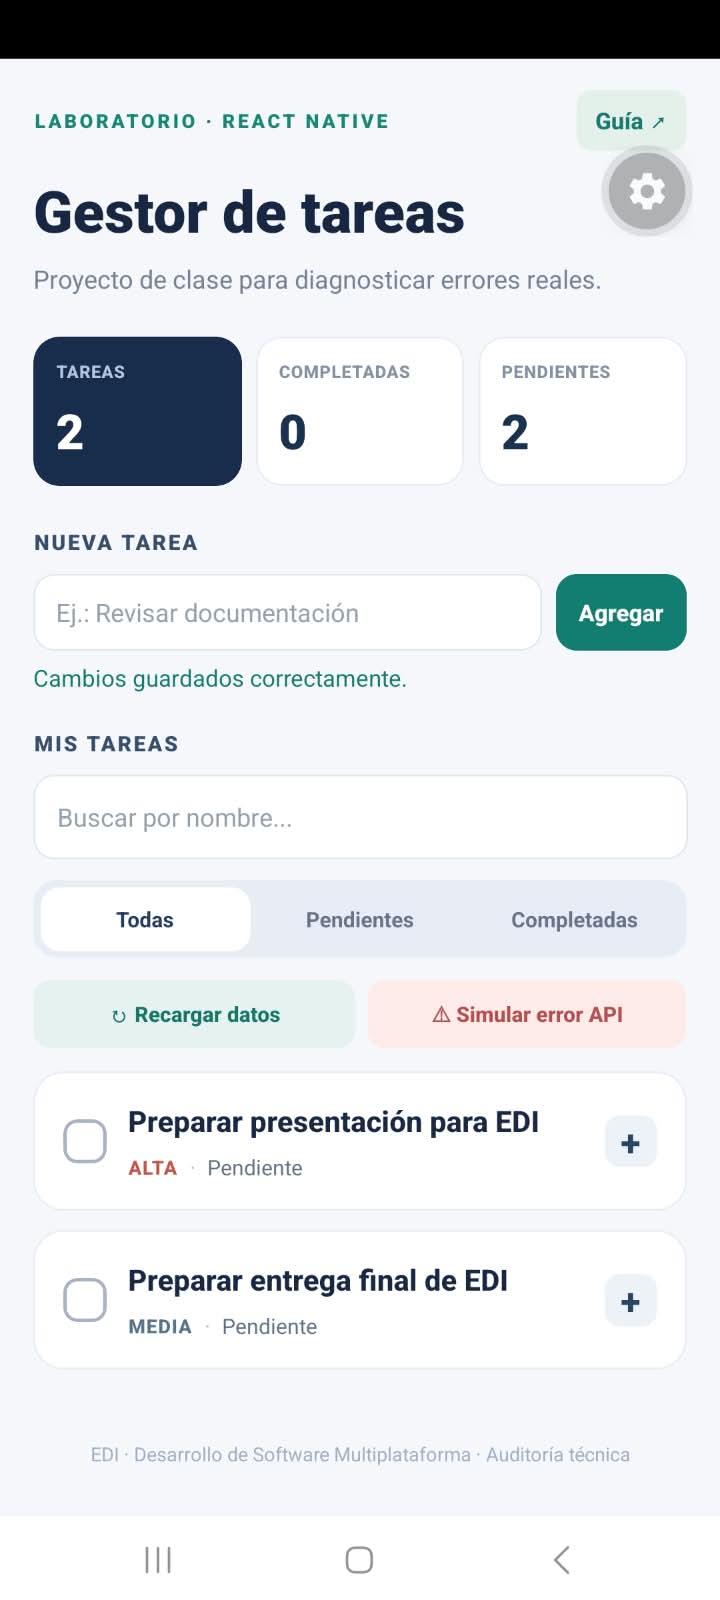 LABORATORIO · REACT NATIVE
Guía ↗
Gestor de tareas
Proyecto de clase para diagnosticar errores reales.
TAREAS
2
COMPLETADAS
0
PENDIENTES
2
NUEVA TAREA
Ej.: Revisar documentación
Agregar
Cambios guardados correctamente.
MIS TAREAS
Buscar por nombre...
Todas
Pendientes
Completadas
↻ Recargar datos
⚠ Simular error API
Preparar presentación para EDI
ALTA · Pendiente
+
Preparar entrega final de EDI
MEDIA · Pendiente
+
EDI · Desarrollo de Software Multiplataforma · Auditoría técnica